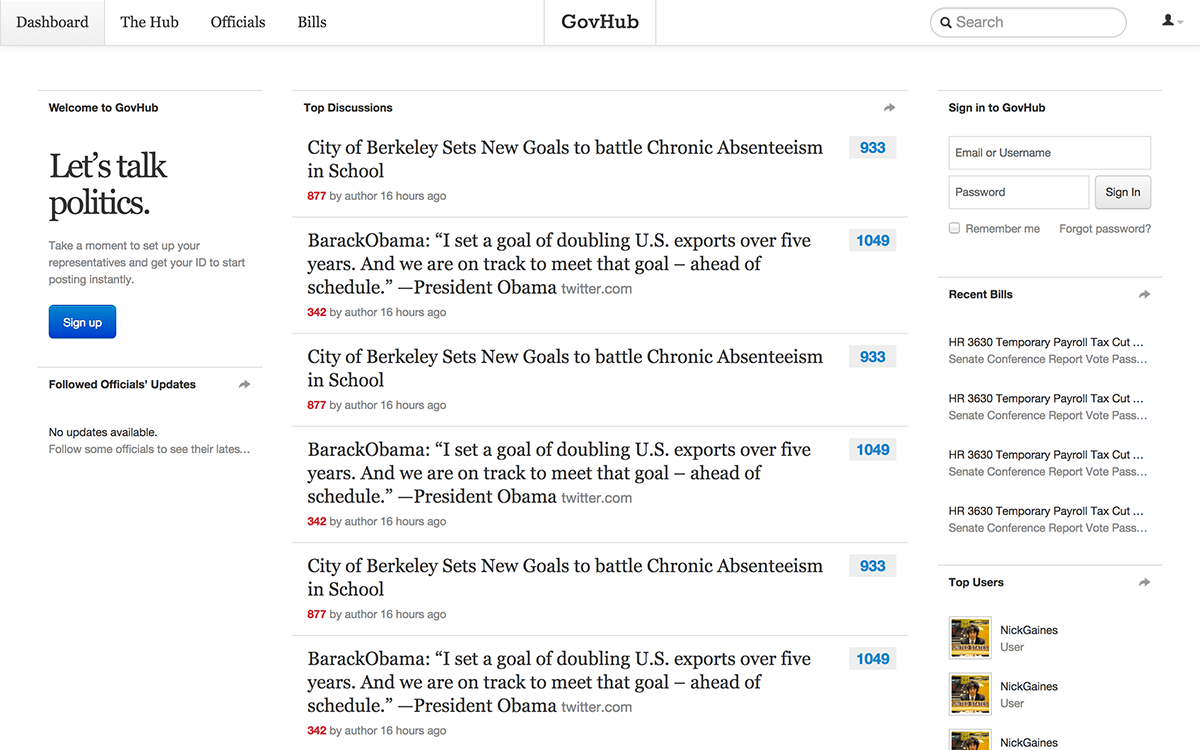 Dashboard The Hub Officials Bills GovHub Search
Welcome to GovHub
Let’s talk
politics.
Take a moment to set up your
representatives and get your ID to start
posting instantly.
Sign up
Followed Officials’ Updates
No updates available.
Follow some officials to see their lates...
Top Discussions
City of Berkeley Sets New Goals to battle Chronic Absenteeism
in School
933
877 by author 16 hours ago
BarackObama: “I set a goal of doubling U.S. exports over five
years. And we are on track to meet that goal – ahead of
schedule.” —President Obama twitter.com
1049
342 by author 16 hours ago
City of Berkeley Sets New Goals to battle Chronic Absenteeism
in School
933
877 by author 16 hours ago
BarackObama: “I set a goal of doubling U.S. exports over five
years. And we are on track to meet that goal – ahead of
schedule.” —President Obama twitter.com
1049
342 by author 16 hours ago
City of Berkeley Sets New Goals to battle Chronic Absenteeism
in School
933
877 by author 16 hours ago
BarackObama: “I set a goal of doubling U.S. exports over five
years. And we are on track to meet that goal – ahead of
schedule.” —President Obama twitter.com
1049
342 by author 16 hours ago
Sign in to GovHub
Email or Username
Password Sign In
Remember me Forgot password?
Recent Bills
HR 3630 Temporary Payroll Tax Cut ...
Senate Conference Report Vote Pass...
HR 3630 Temporary Payroll Tax Cut ...
Senate Conference Report Vote Pass...
HR 3630 Temporary Payroll Tax Cut ...
Senate Conference Report Vote Pass...
HR 3630 Temporary Payroll Tax Cut ...
Senate Conference Report Vote Pass...
Top Users
NickGaines
User
UNITED STATES
NickGaines
User
UNITED STATES
NickGaines